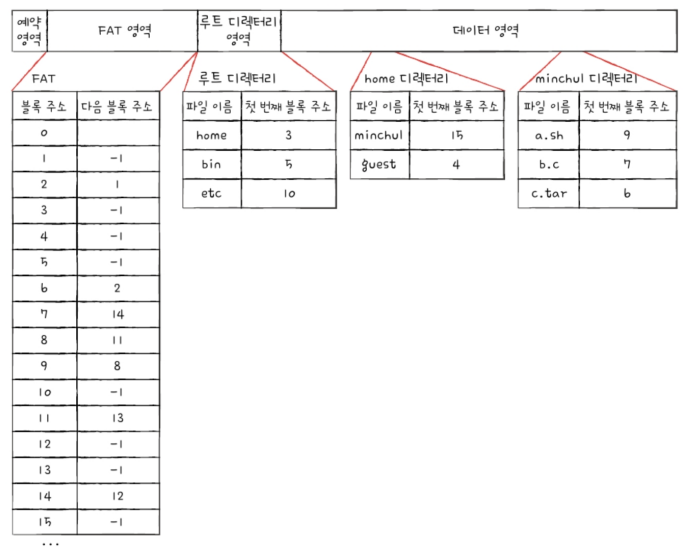 예약
영역
FAT 영역
루트 디렉터리
영역
데이터 영역
FAT
블록 주소 다음 블록 주소
0
1 -1
2 1
3 -1
4 -1
5 -1
6 2
7 14
8 11
9 8
10 -1
11 13
12 -1
13 -1
14 12
15 -1
...
루트 디렉터리
파일 이름 첫 번째 블록 주소
home 3
bin 5
etc 10
home 디렉터리
파일 이름 첫 번째 블록 주소
minchul 15
guest 4
minchul 디렉터리
파일 이름 첫 번째 블록 주소
a.sh 9
b.c 7
c.tar 6